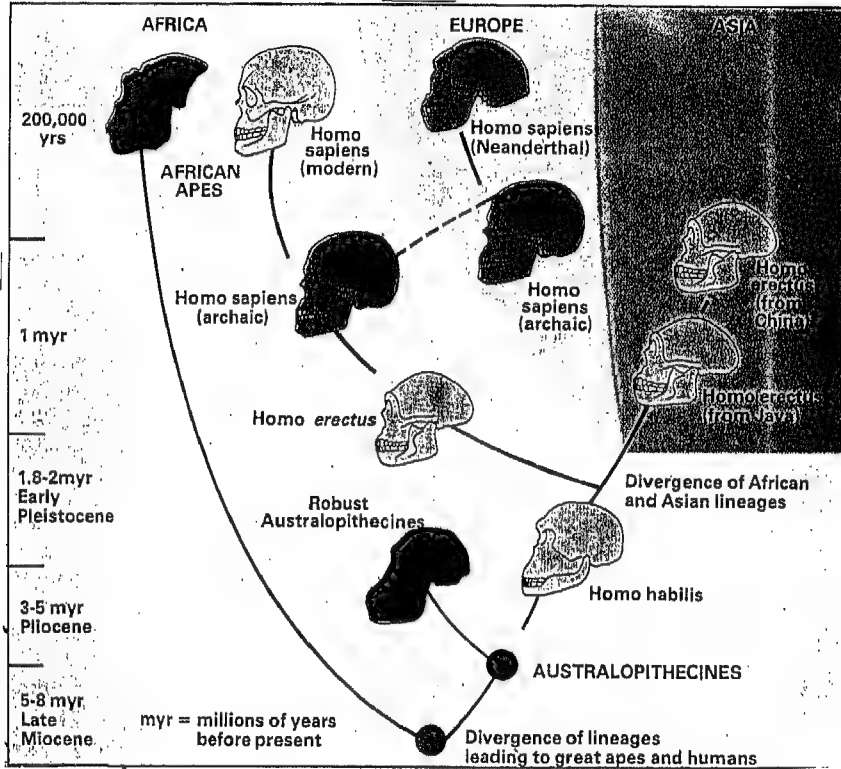 AFRICA
EUROPE
ASIA
200,000
yrs
AFRICAN
APES
Homo
sapiens
(modern)
Homo sapiens
(Neanderthal)
Homo sapiens
(archaic)
Homo
sapiens
(archaic)
Homo
erectus
(from
China)
1 myr
Homo erectus
Homo erectus
(from Java)
1.8-2myr
Early
Pleistocene
Robust
Australopithecines
Divergence of African
and Asian lineages
Homo habilis
3-5 myr
Pliocene
AUSTRALOPITHECINES
5-8 myr
Late
Miocene
myr = millions of years
before present
Divergence of lineages
leading to great apes and humans